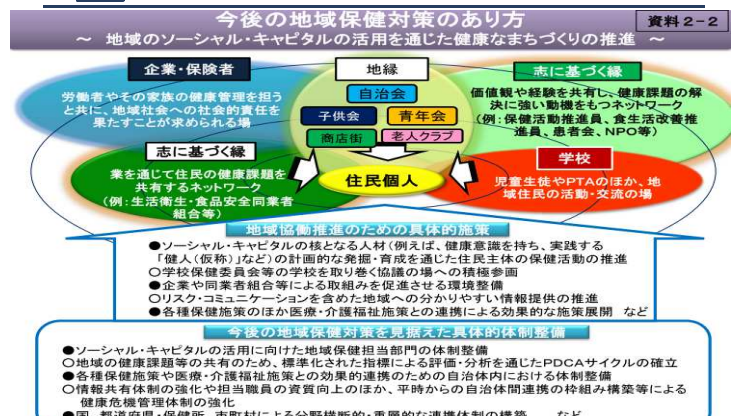 今後の地域保健対策のあり方
資料2-2
～ 地域のソーシャル・キャピタルの活用を通じた健康なまちづくりの推進 ～
企業・保険者
労働者やその家族の健康管理を担う
と共に、地域社会への社会的責任を
果たすことが求められる場
地縁
自治会
子供会
青年会
商店街
老人クラブ
志に基づく縁
価値観や経験を共有し、健康課題の解
決に強い動機をもつネットワーク
(例:保健活動推進員、食生活改善推
進員、患者会、NPO等)
志に基づく縁
業を通じて住民の健康課題を
共有するネットワーク
(例:生活衛生・食品安全同業者
組合等)
住民個人
学校
児童生徒やPTAのほか、地
域住民の活動・交流の場
地域協働推進のための具体的施策
●ソーシャル・キャピタルの核となる人材(例えば、健康意識を持ち、実践する
「健人(仮称)」など)の計画的な発掘・育成を通じた住民主体の保健活動の推進
○学校保健委員会等の学校を取り巻く協議の場への積極参画
●企業や同業者組合等による取組みを促進させる環境整備
○リスク・コミュニケーションを含めた地域への分かりやすい情報提供の推進
●各種保健施策のほか医療・介護福祉施策との連携による効果的な施策展開 など
今後の地域保健対策を見据えた具体的体制整備
●ソーシャル・キャピタルの活用に向けた地域保健担当部門の体制整備
○地域の健康課題等の共有のため、標準化された指標による評価・分析を通じたPDCAサイクルの確立
●各種保健施策や医療・介護福祉施策との効果的連携のための自治体内における体制整備
○情報共有体制の強化や担当職員の資質向上のほか、平時からの自治体間連携の枠組み構築等による
健康危機管理体制の強化
●国、都道府県・保健所、市町村による分野横断的・重層的な連携体制の構築 など